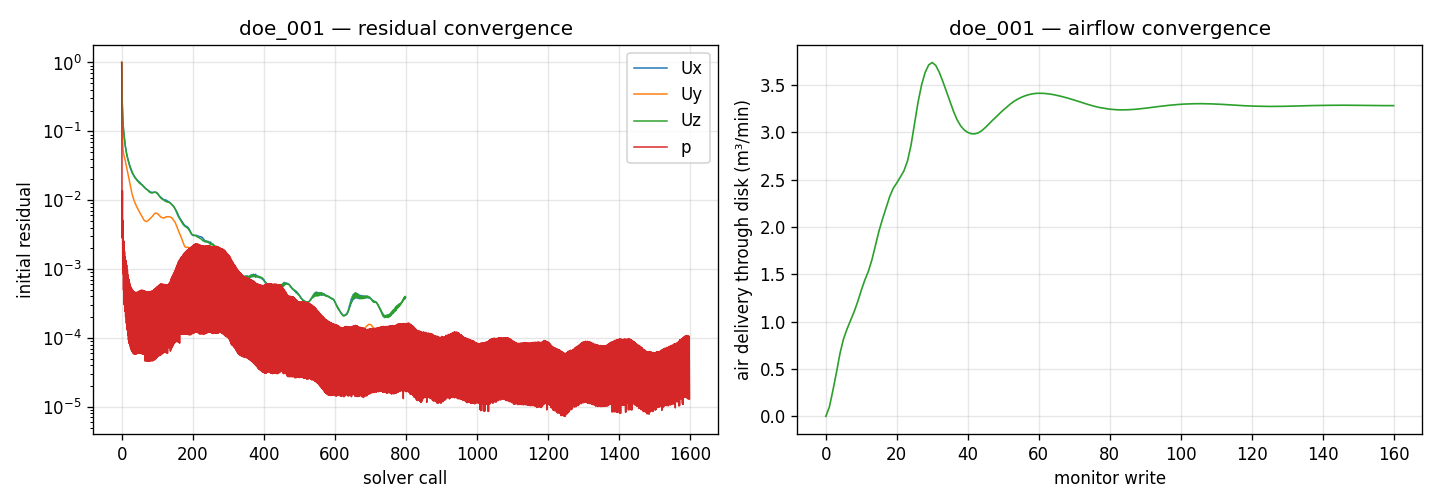 doe_001 — residual convergence
initial residual
10⁰
10⁻¹
10⁻²
10⁻³
10⁻⁴
10⁻⁵
Ux
Uy
Uz
p
0 200 400 600 800 1000 1200 1400 1600
solver call
doe_001 — airflow convergence
air delivery through disk (m³/min)
3.5
3.0
2.5
2.0
1.5
1.0
0.5
0.0
0 20 40 60 80 100 120 140 160
monitor write